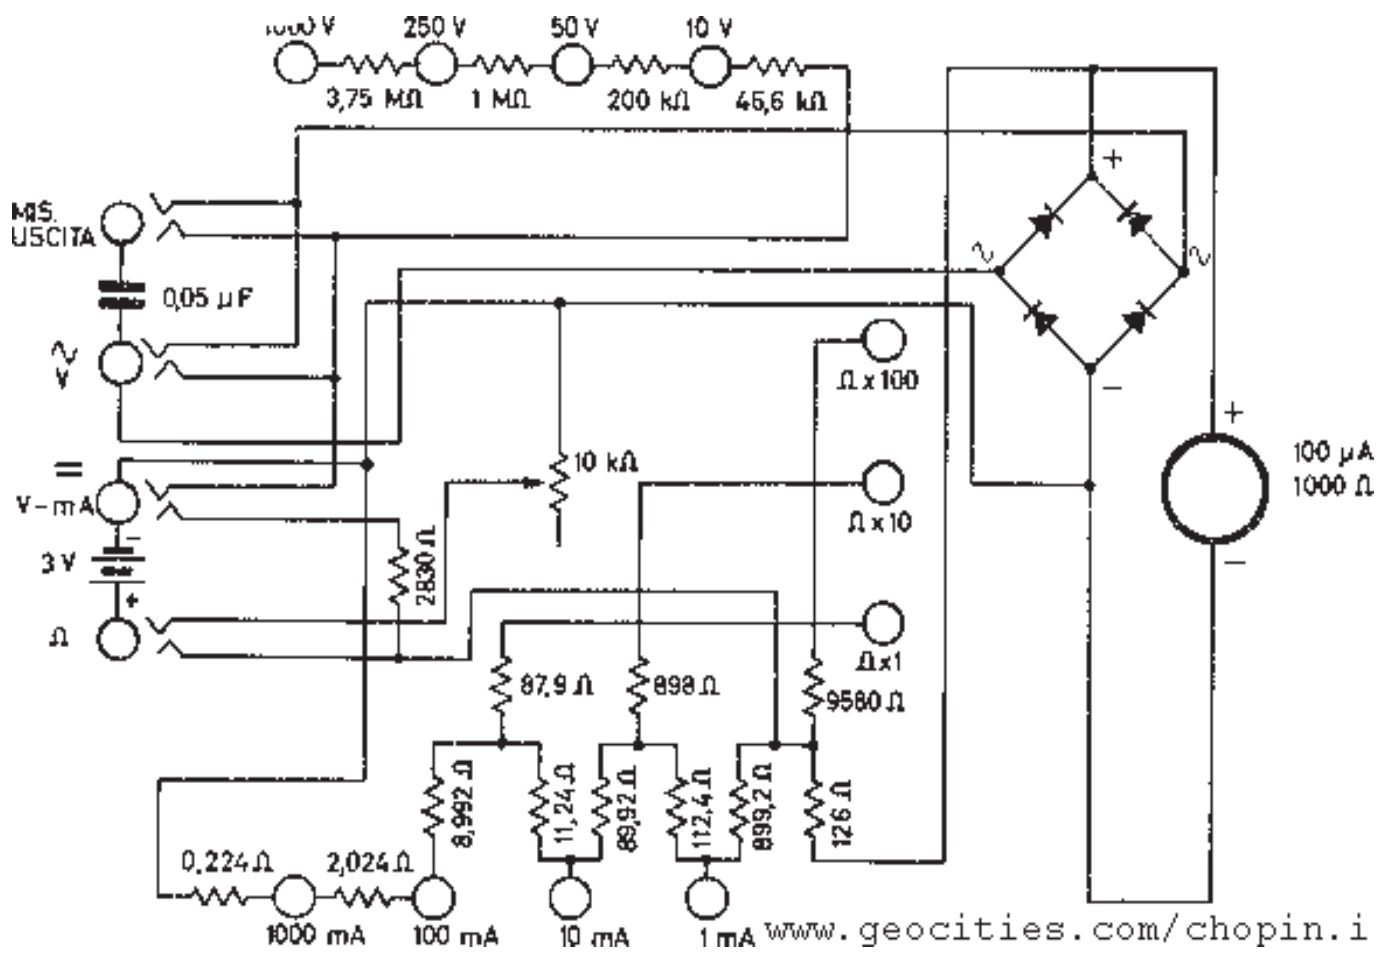 1000 V 250 V 50 V 10 V
3,75 MΩ 1 MΩ 200 kΩ 46,6 kΩ
+
MIS.
USCITA
∿ ∿
0,05 µF
∿
V
Ω x 100
−
+
=
V-mA
10 kΩ
100 µA
1000 Ω
Ω x 10
−
3 V
2830 Ω
−
+
Ω
Ω x1
87,9 Ω 898 Ω 9580 Ω
8,992 Ω 11,24 Ω 89,92 Ω 112,4 Ω 899,2 Ω 126 Ω
0,224 Ω 2,024 Ω
1000 mA 100 mA 10 mA 1 mA
www.geocities.com/chopin.i